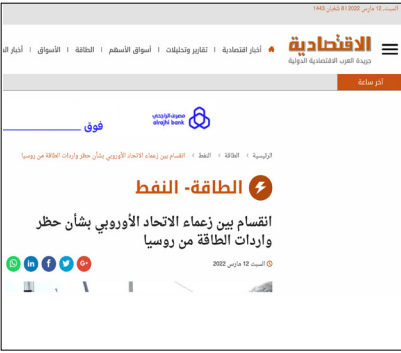 السبت, 12 مارس 2022 | 8 شعبان 1443
الاقتصادية
جريدة العرب الاقتصادية الدولية
أخبار اقتصادية | تقارير وتحليلات | أسواق الأسهم | الطاقة | الأسواق | أخبار
آخر ساعة
مصرف الراجحي
alrajhi bank
فوق
الرئيسية › الطاقة › النفط › انقسام بين زعماء الاتحاد الأوروبي بشأن حظر واردات الطاقة من روسيا
الطاقة- النفط
انقسام بين زعماء الاتحاد الأوروبي بشأن حظر
واردات الطاقة من روسيا
السبت 12 مارس 2022
G+ f in